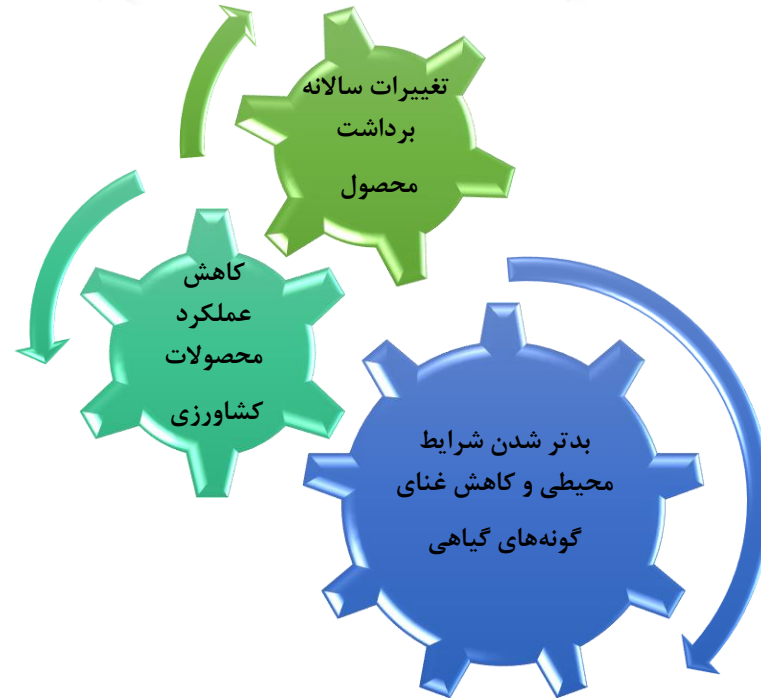 تغییرات سالانه
برداشت
محصول
کاهش
عملکرد
محصولات
کشاورزی
بدتر شدن شرایط
محیطی و کاهش غنای
گونه‌های گیاهی